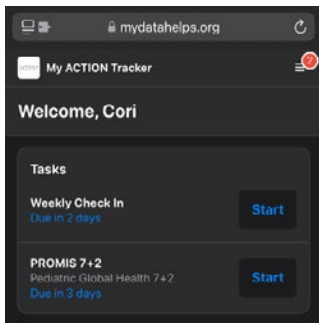 mydatahelps.org
My ACTION Tracker
Welcome, Cori
Tasks
Weekly Check In
Due in 2 days
Start
PROMIS 7+2
Pediatric Global Health 7+2
Due in 3 days
Start